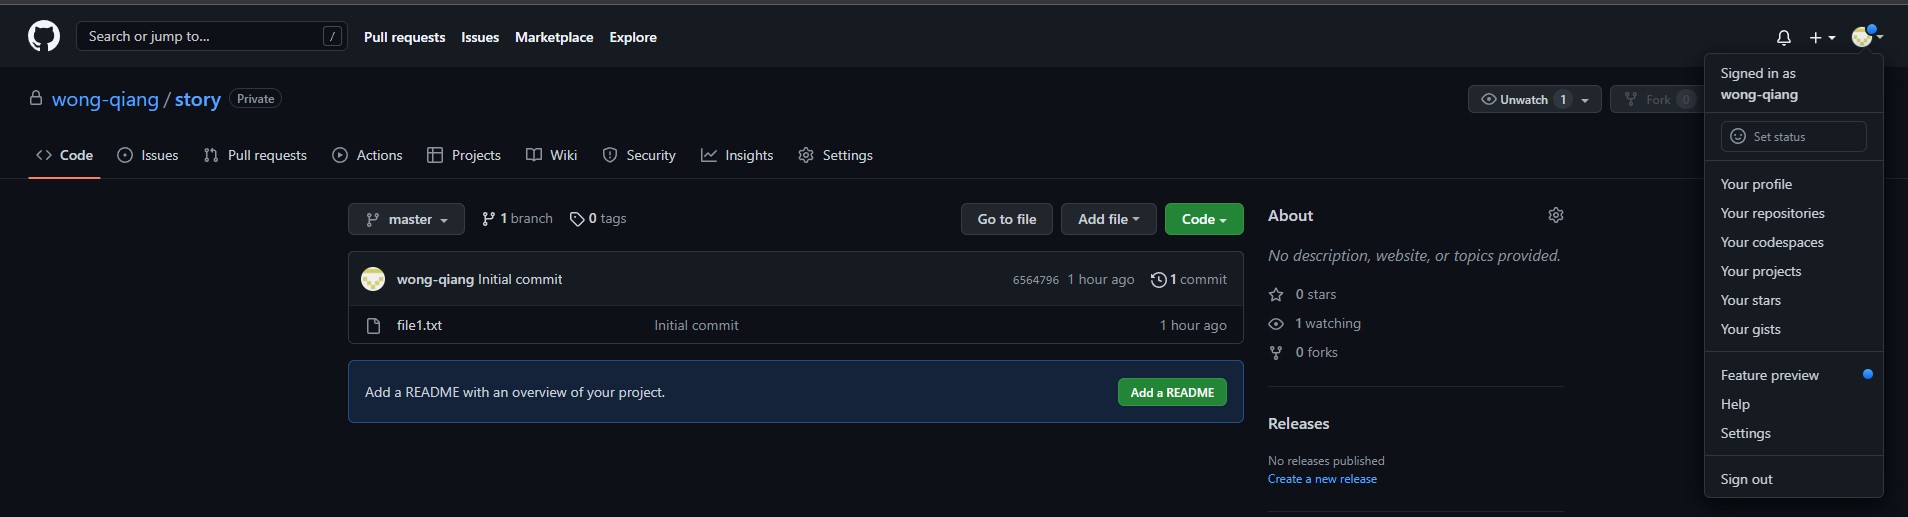 Search or jump to... /
Pull requests Issues Marketplace Explore
wong-qiang / story Private
Unwatch 1
Fork 0
Code Issues Pull requests Actions Projects Wiki Security Insights Settings
master 1 branch 0 tags
Go to file Add file Code
wong-qiang Initial commit 6564796 1 hour ago 1 commit
file1.txt Initial commit 1 hour ago
Add a README with an overview of your project. Add a README
About
No description, website, or topics provided.
0 stars
1 watching
0 forks
Releases
No releases published
Create a new release
Signed in as
wong-qiang
Set status
Your profile
Your repositories
Your codespaces
Your projects
Your stars
Your gists
Feature preview
Help
Settings
Sign out